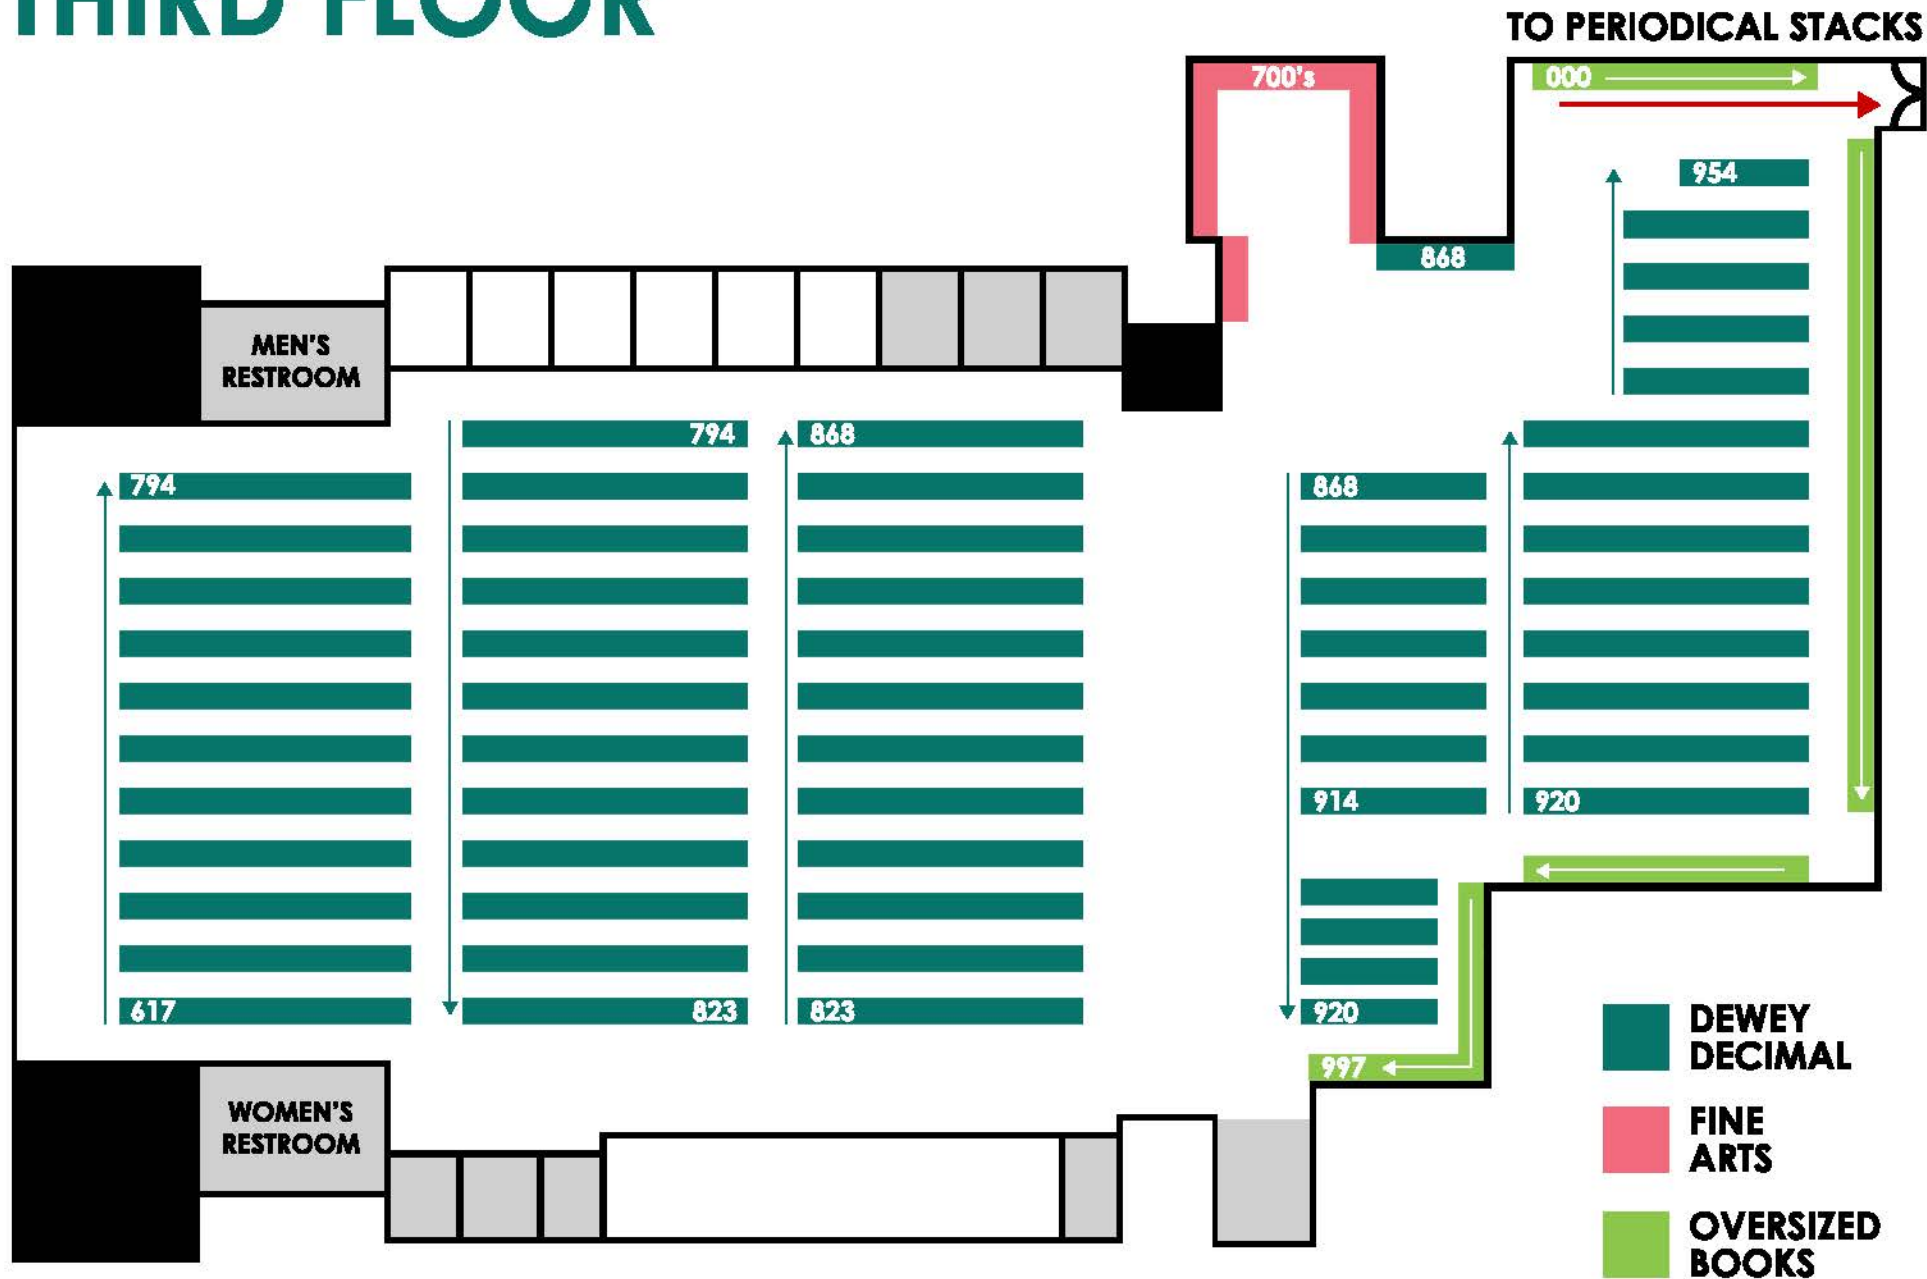 THIRD FLOOR
TO PERIODICAL STACKS
700's
000
954
868
MEN'S
RESTROOM
794
868
794
868
914
920
617
823
823
920
997
WOMEN'S
RESTROOM
DEWEY
DECIMAL
FINE
ARTS
OVERSIZED
BOOKS